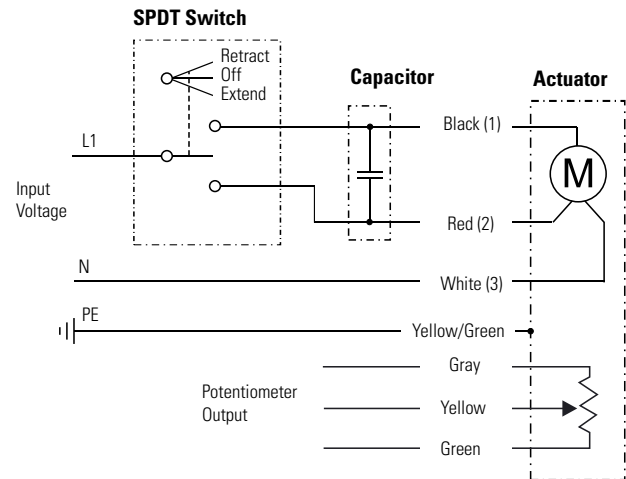 SPDT Switch
Retract
Off
Extend
Capacitor
Actuator
L1
Black (1)
M
Input
Voltage
Red (2)
N
White (3)
PE
Yellow/Green
Gray
Potentiometer
Output
Yellow
Green